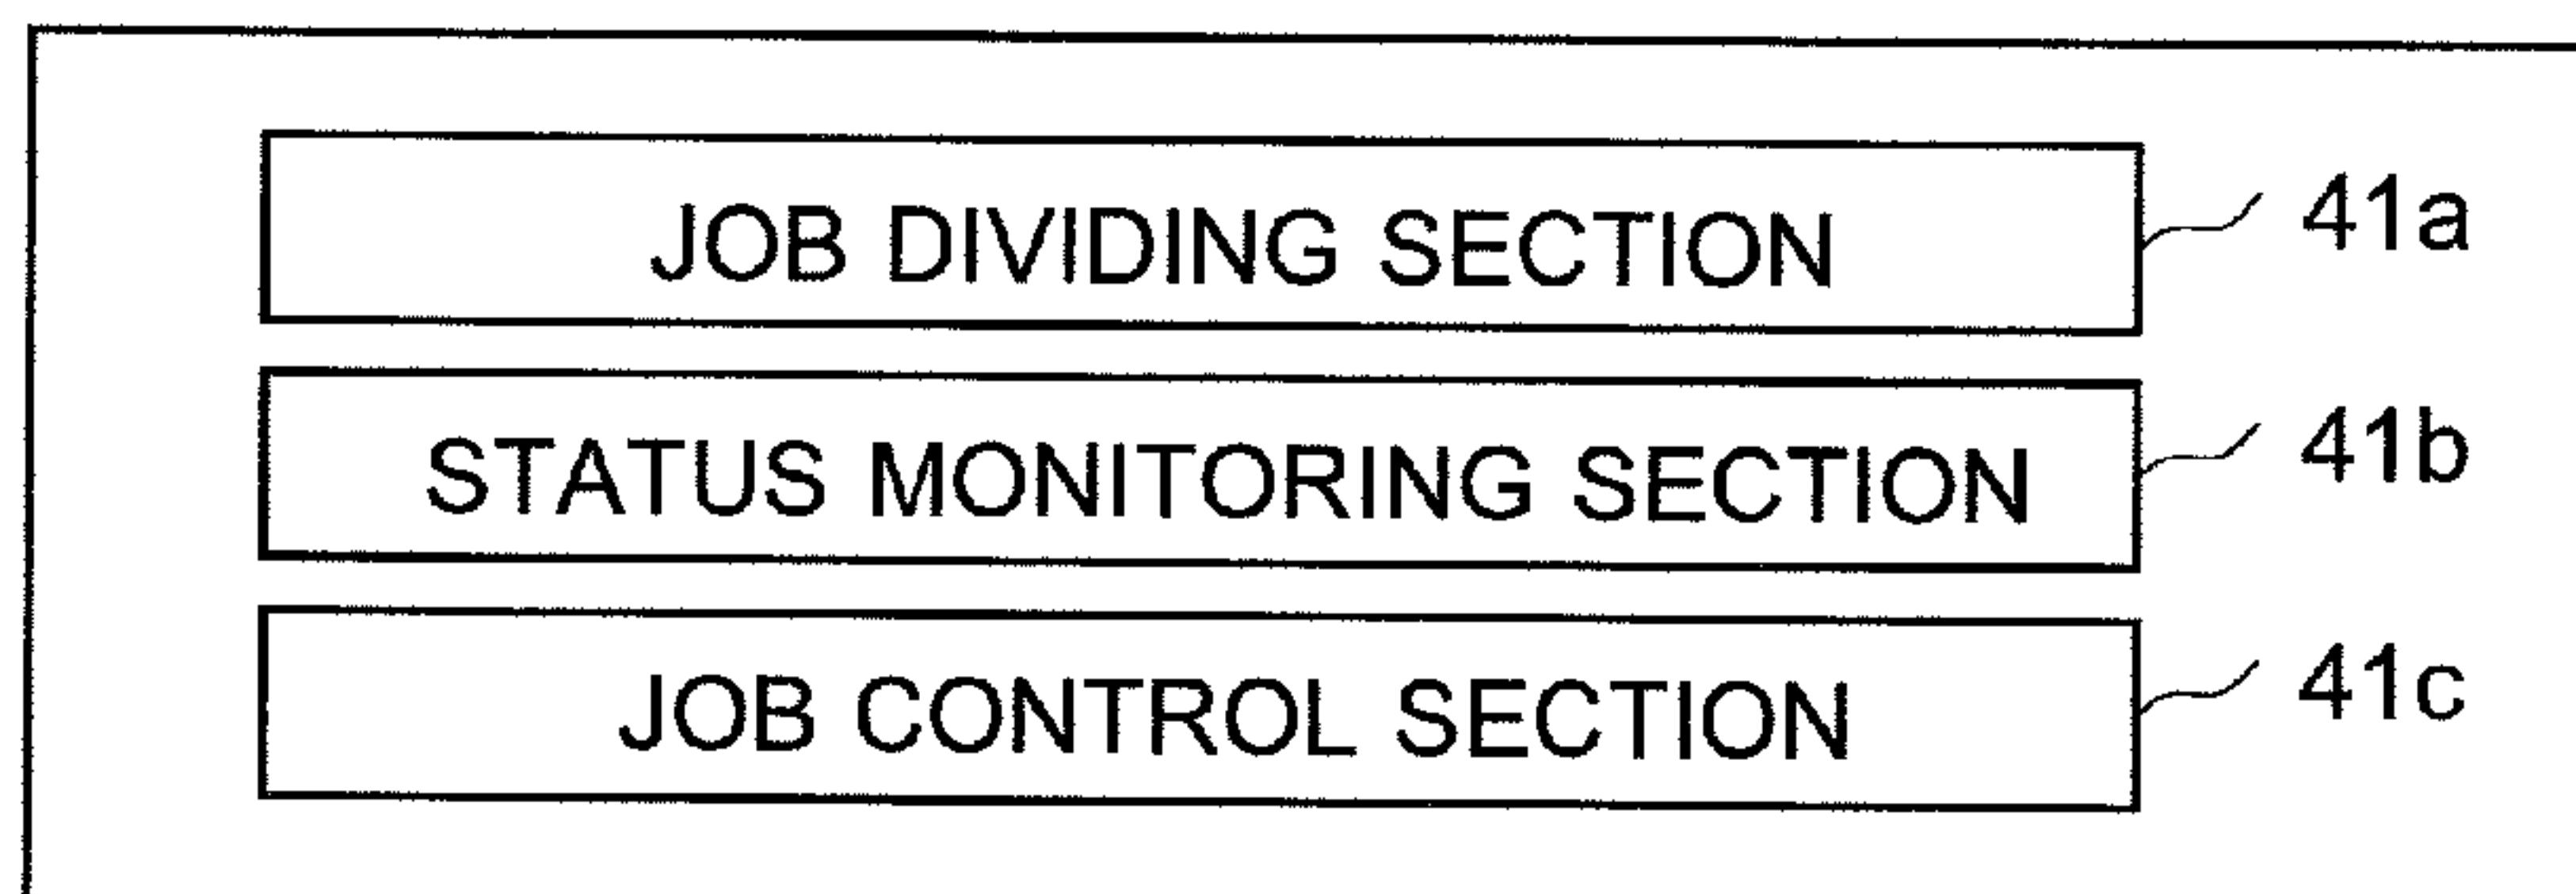 JOB DIVIDING SECTION 41a
STATUS MONITORING SECTION 41b
JOB CONTROL SECTION 41c